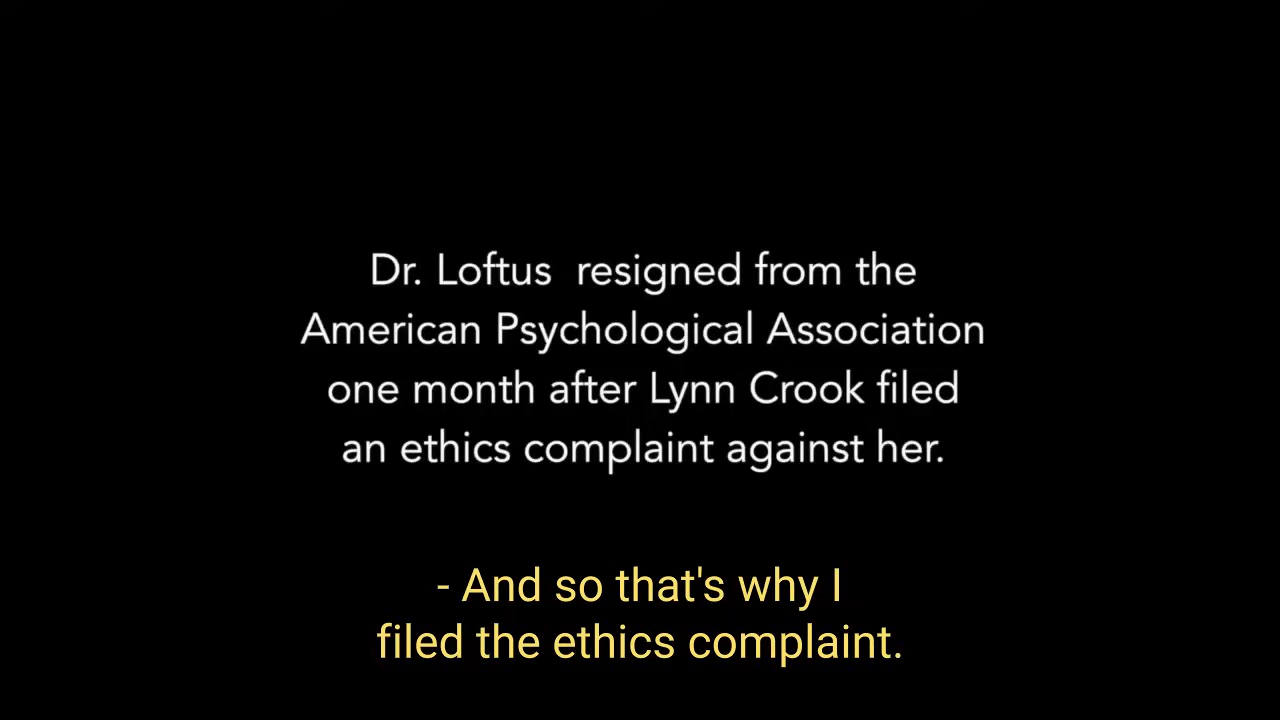 Dr. Loftus  resigned from the
American Psychological Association
one month after Lynn Crook filed
an ethics complaint against her.
- And so that's why I
filed the ethics complaint.